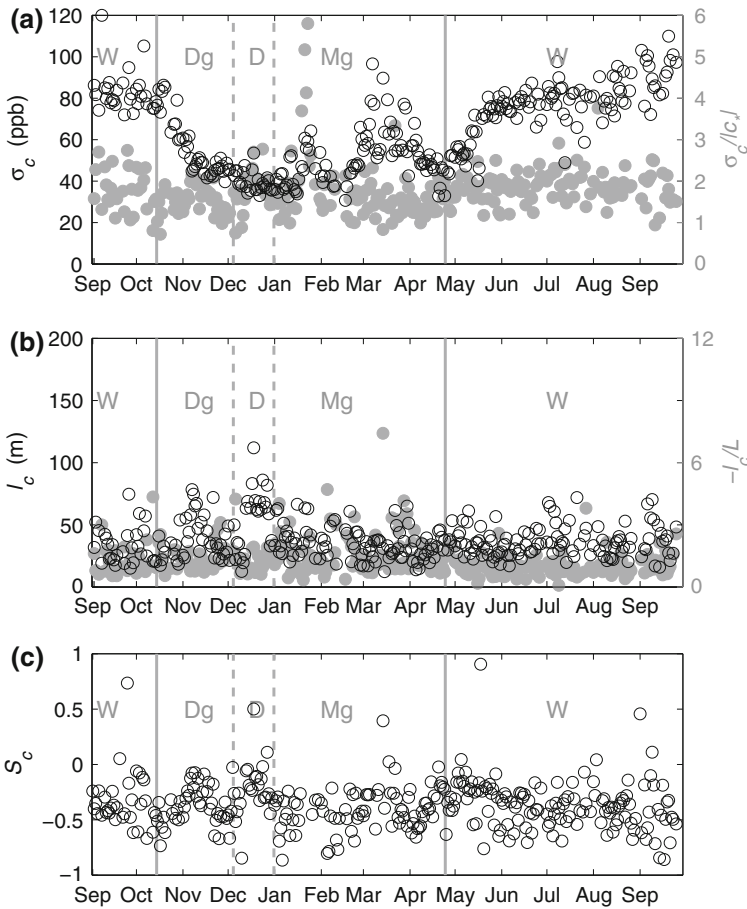 (a)
120
100
80
60
40
20
0
σc (ppb)
W Dg D Mg W
6
5
4
3
2
1
0
σc/|c*|
Sep Oct Nov Dec Jan Feb Mar Apr May Jun Jul Aug Sep
(b)
200
150
100
50
0
lc (m)
W Dg D Mg W
12
6
0
−lc/L
Sep Oct Nov Dec Jan Feb Mar Apr May Jun Jul Aug Sep
(c)
1
0.5
0
−0.5
−1
Sc
W Dg D Mg W
Sep Oct Nov Dec Jan Feb Mar Apr May Jun Jul Aug Sep